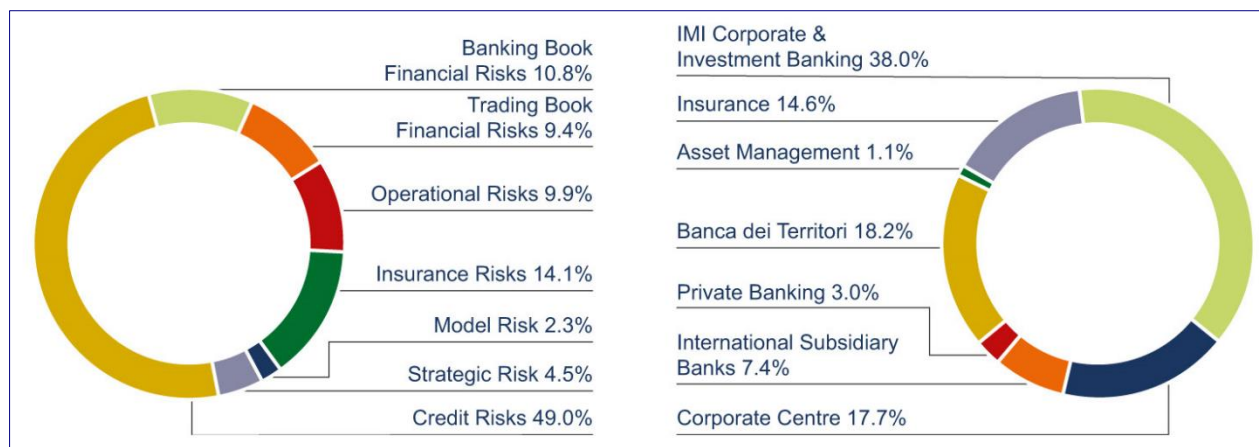 Banking Book
Financial Risks 10.8%
Trading Book
Financial Risks 9.4%
Operational Risks 9.9%
Insurance Risks 14.1%
Model Risk 2.3%
Strategic Risk 4.5%
Credit Risks 49.0%
IMI Corporate &
Investment Banking 38.0%
Insurance 14.6%
Asset Management 1.1%
Banca dei Territori 18.2%
Private Banking 3.0%
International Subsidiary
Banks 7.4%
Corporate Centre 17.7%